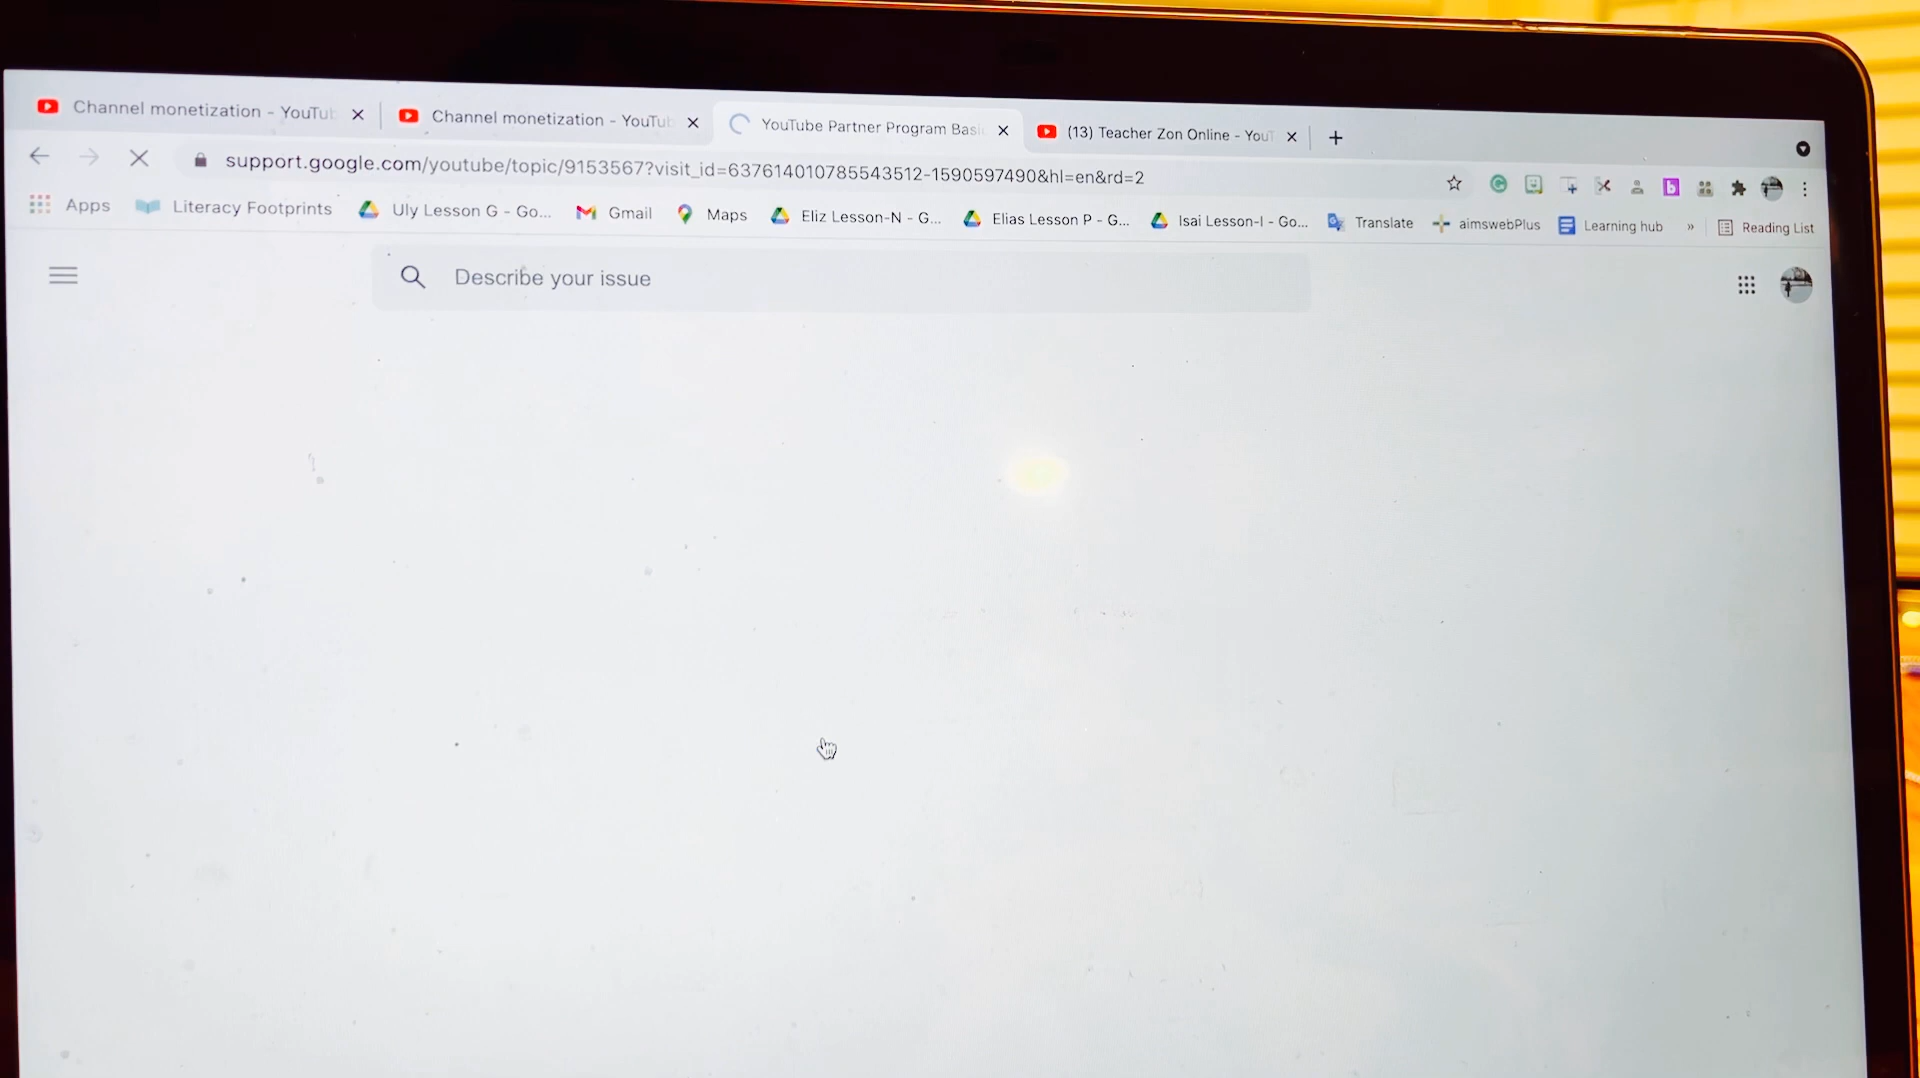 Channel monetization - YouTub
Channel monetization - YouTub
YouTube Partner Program Basi
(13) Teacher Zon Online - YouT
support.google.com/youtube/topic/9153567?visit_id=637614010785543512-1590597490&hl=en&rd=2
Apps
Literacy Footprints
Uly Lesson G - Go...
Gmail
Maps
Eliz Lesson-N - G...
Elias Lesson P - G...
Isai Lesson-I - Go...
Translate
aimswebPlus
Learning hub
»
Reading List
Describe your issue